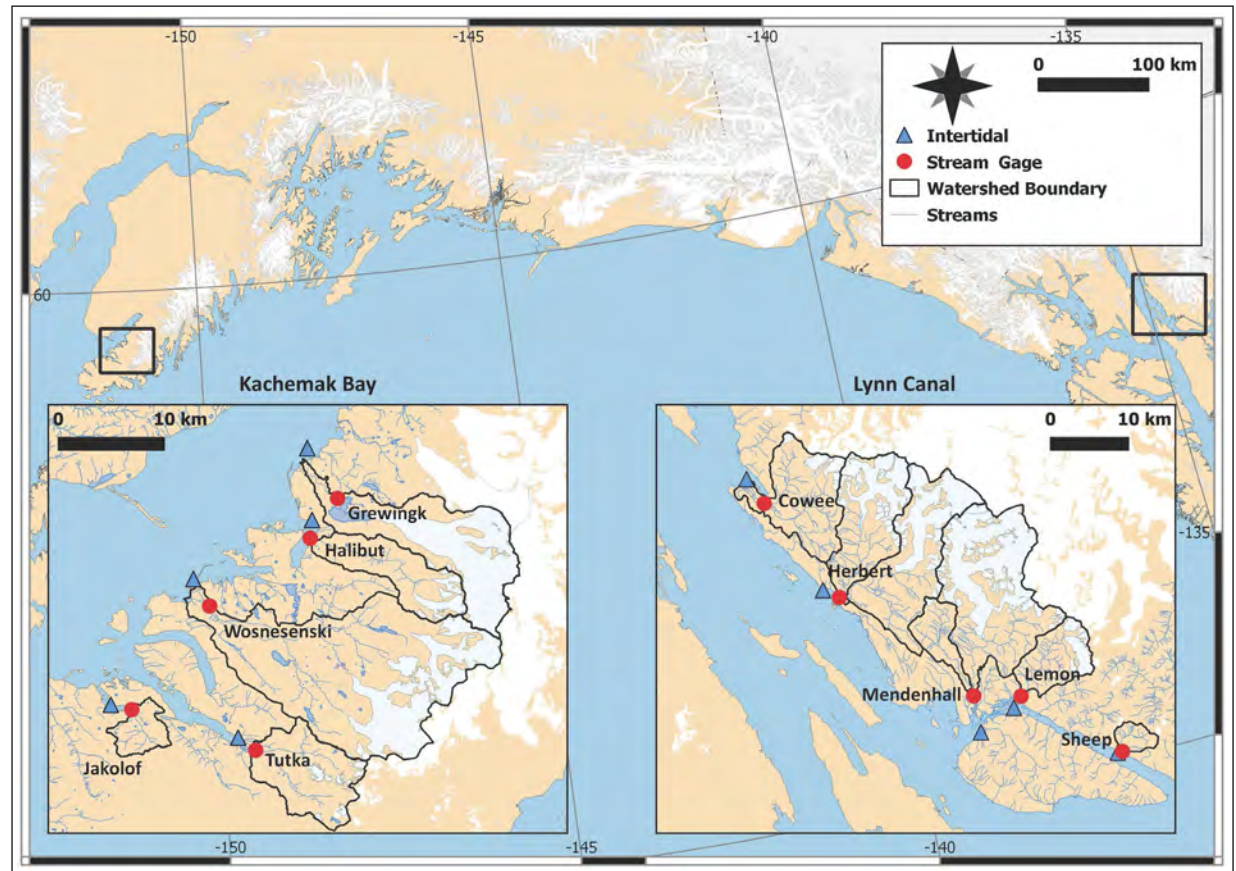 -150
-145
-140
-135
0 100 km
Intertidal
Stream Gage
Watershed Boundary
Streams
60
Kachemak Bay
Lynn Canal
0 10 km
Grewingk
Halibut
Wosnesenski
Jakolof
Tutka
0 10 km
Cowee
Herbert
Mendenhall
Lemon
Sheep
-135
-150
-145
-140